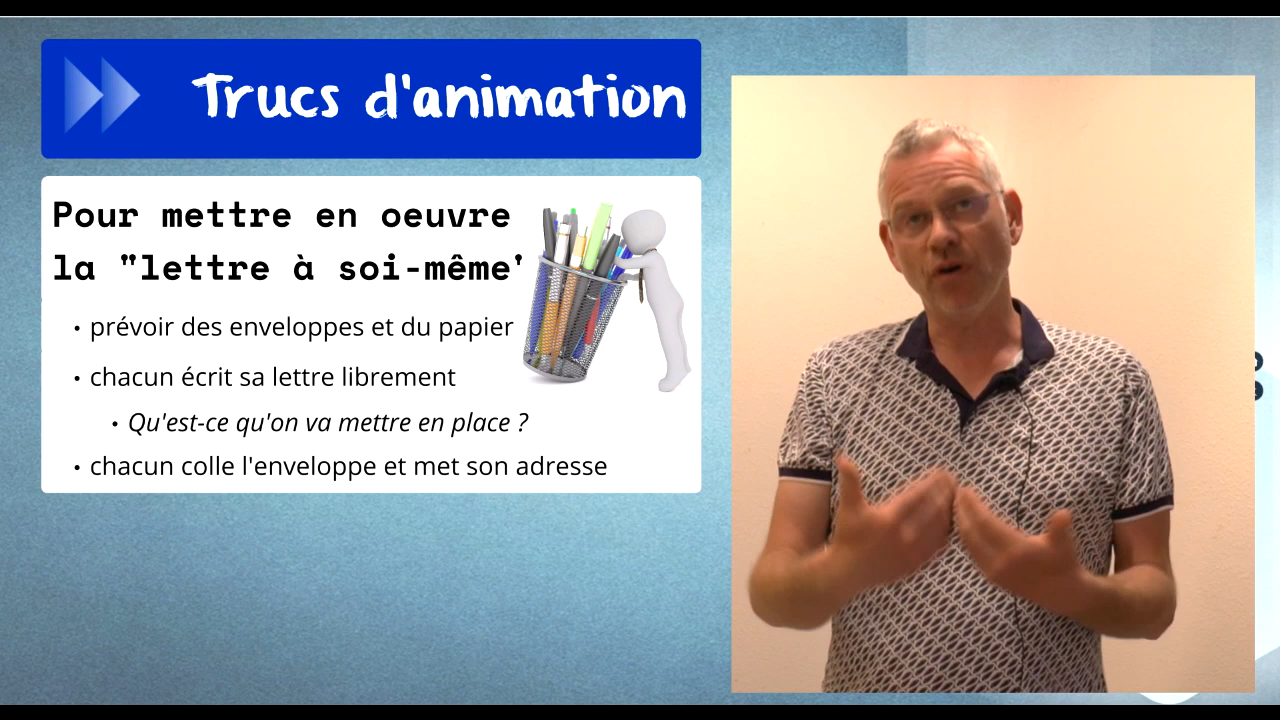 Trucs d'animation
Pour mettre en oeuvre
la "lettre à soi-même'
• prévoir des enveloppes et du papier
• chacun écrit sa lettre librement
• Qu'est-ce qu'on va mettre en place ?
• chacun colle l'enveloppe et met son adresse